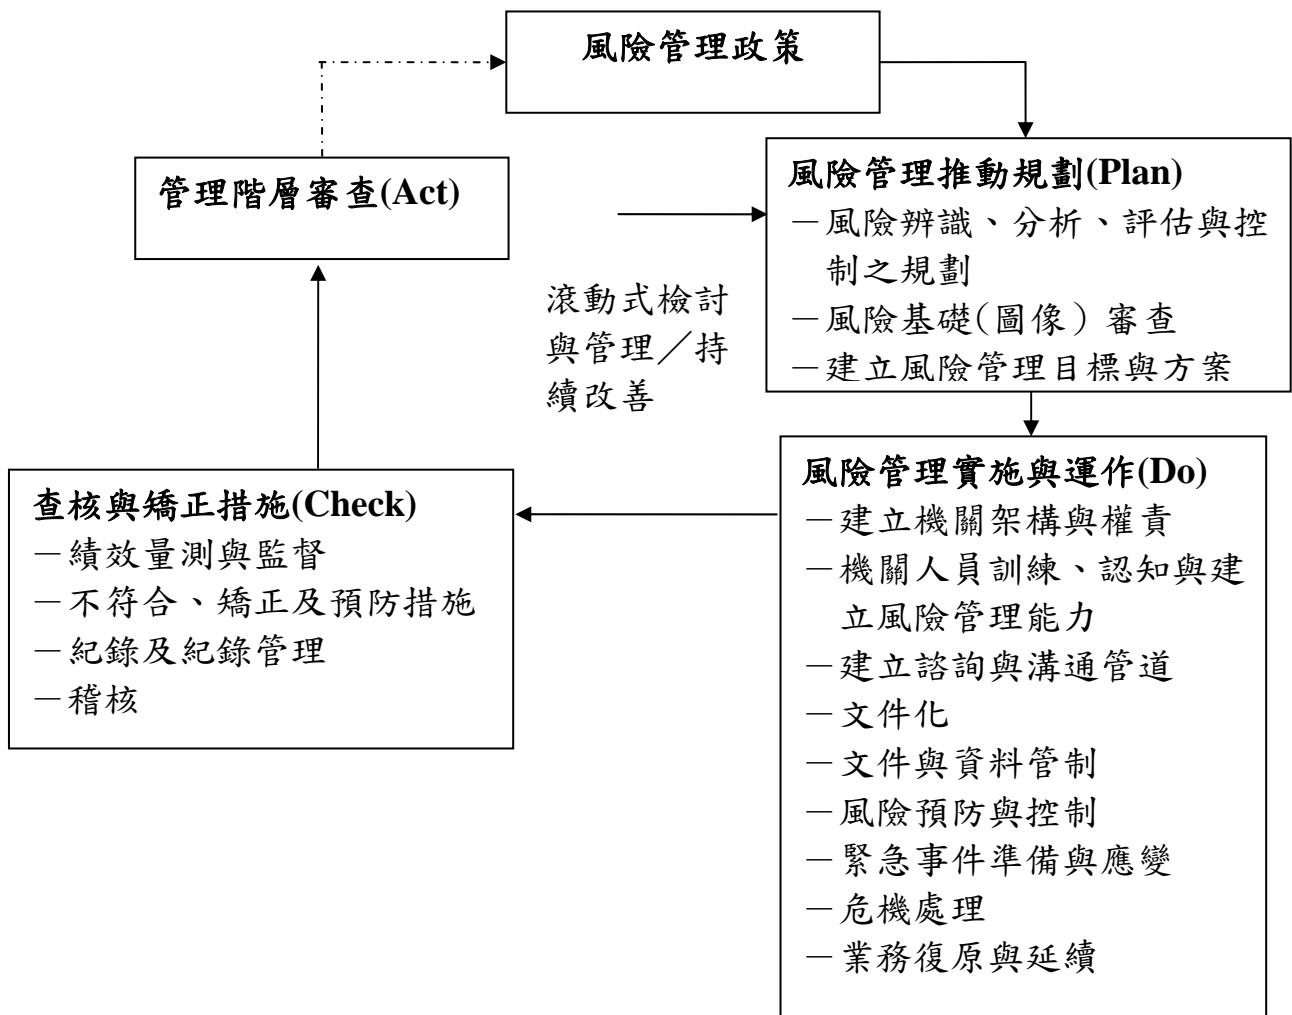 風險管理政策
管理階層審查(Act)
風險管理推動規劃(Plan)
－風險辨識、分析、評估與控
制之規劃
－風險基礎(圖像）審查
－建立風險管理目標與方案
滾動式檢討
與管理／持
續改善
風險管理實施與運作(Do)
－建立機關架構與權責
－機關人員訓練、認知與建
立風險管理能力
－建立諮詢與溝通管道
－文件化
－文件與資料管制
－風險預防與控制
－緊急事件準備與應變
－危機處理
－業務復原與延續
查核與矯正措施(Check)
－績效量測與監督
－不符合、矯正及預防措施
－紀錄及紀錄管理
－稽核